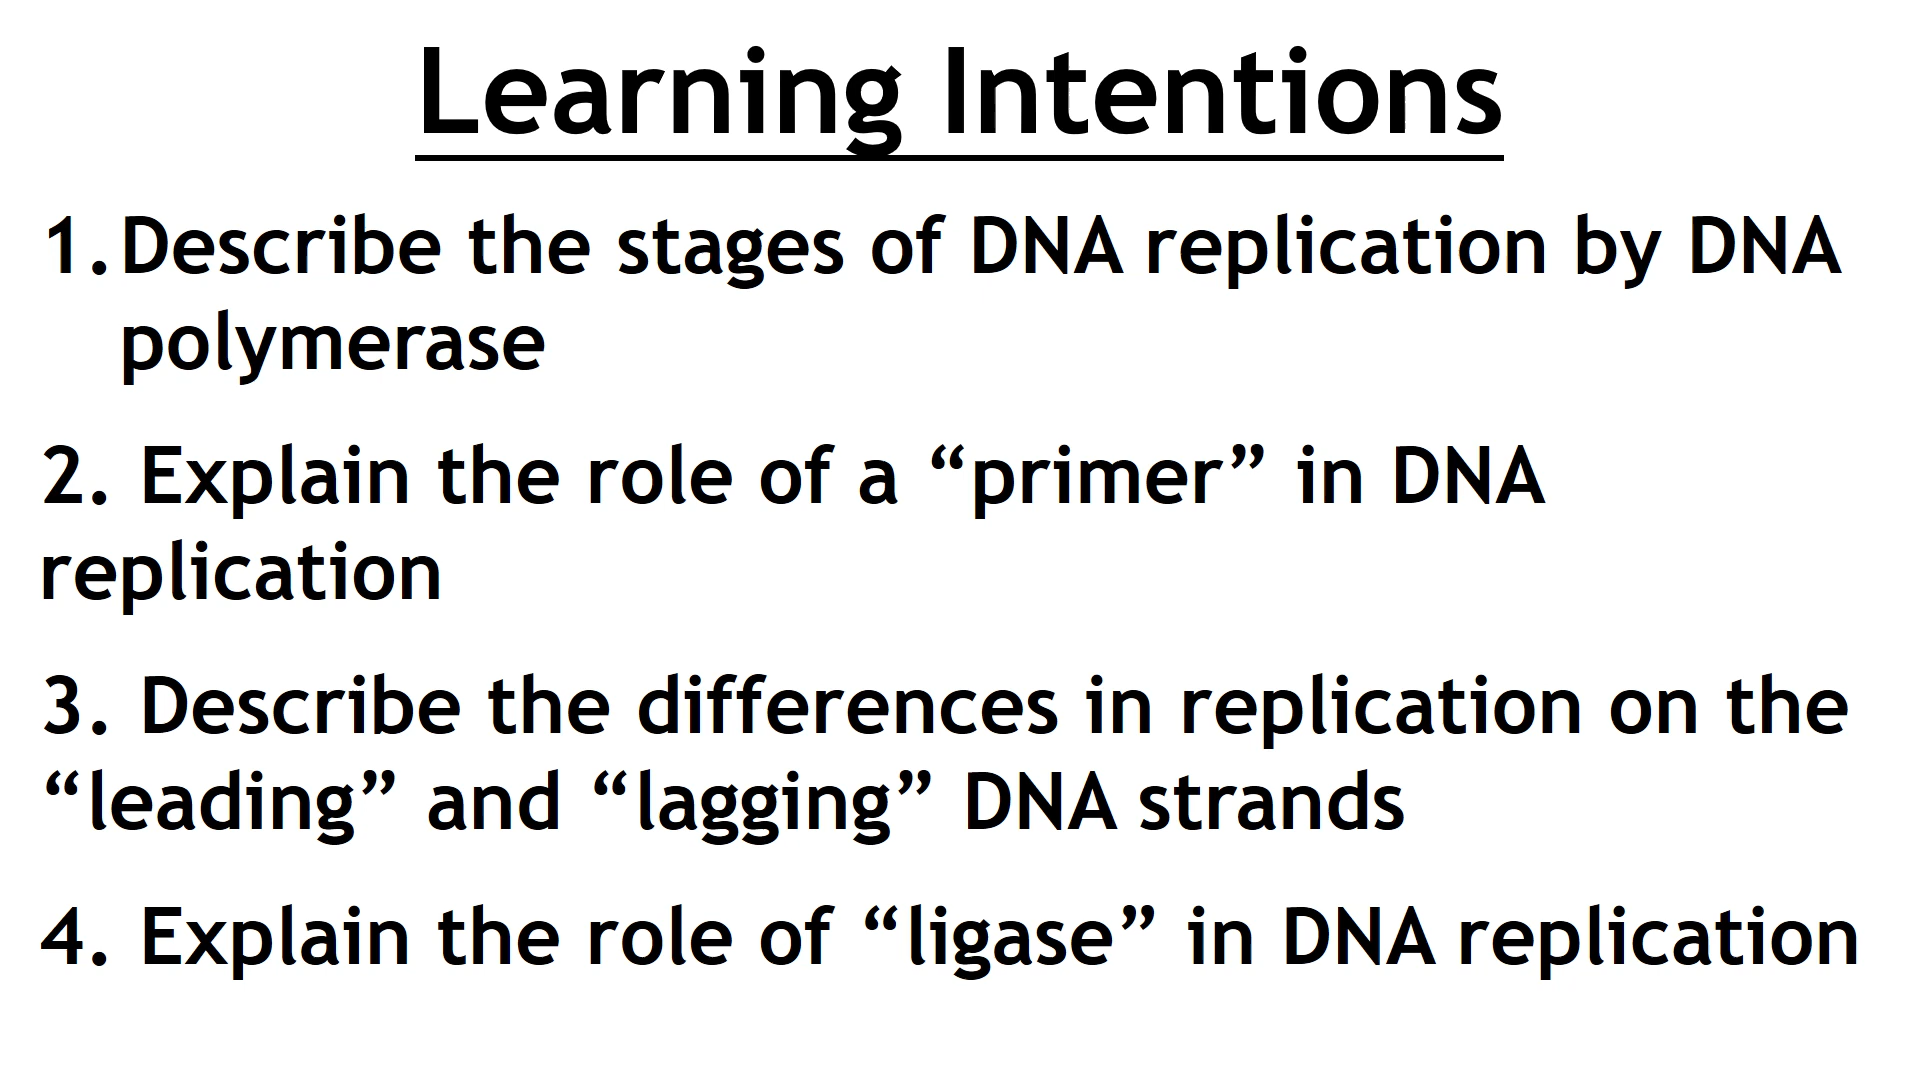 Learning Intentions
1. Describe the stages of DNA replication by DNA
polymerase
2. Explain the role of a “primer” in DNA
replication
3. Describe the differences in replication on the
“leading” and “lagging” DNA strands
4. Explain the role of “ligase” in DNA replication